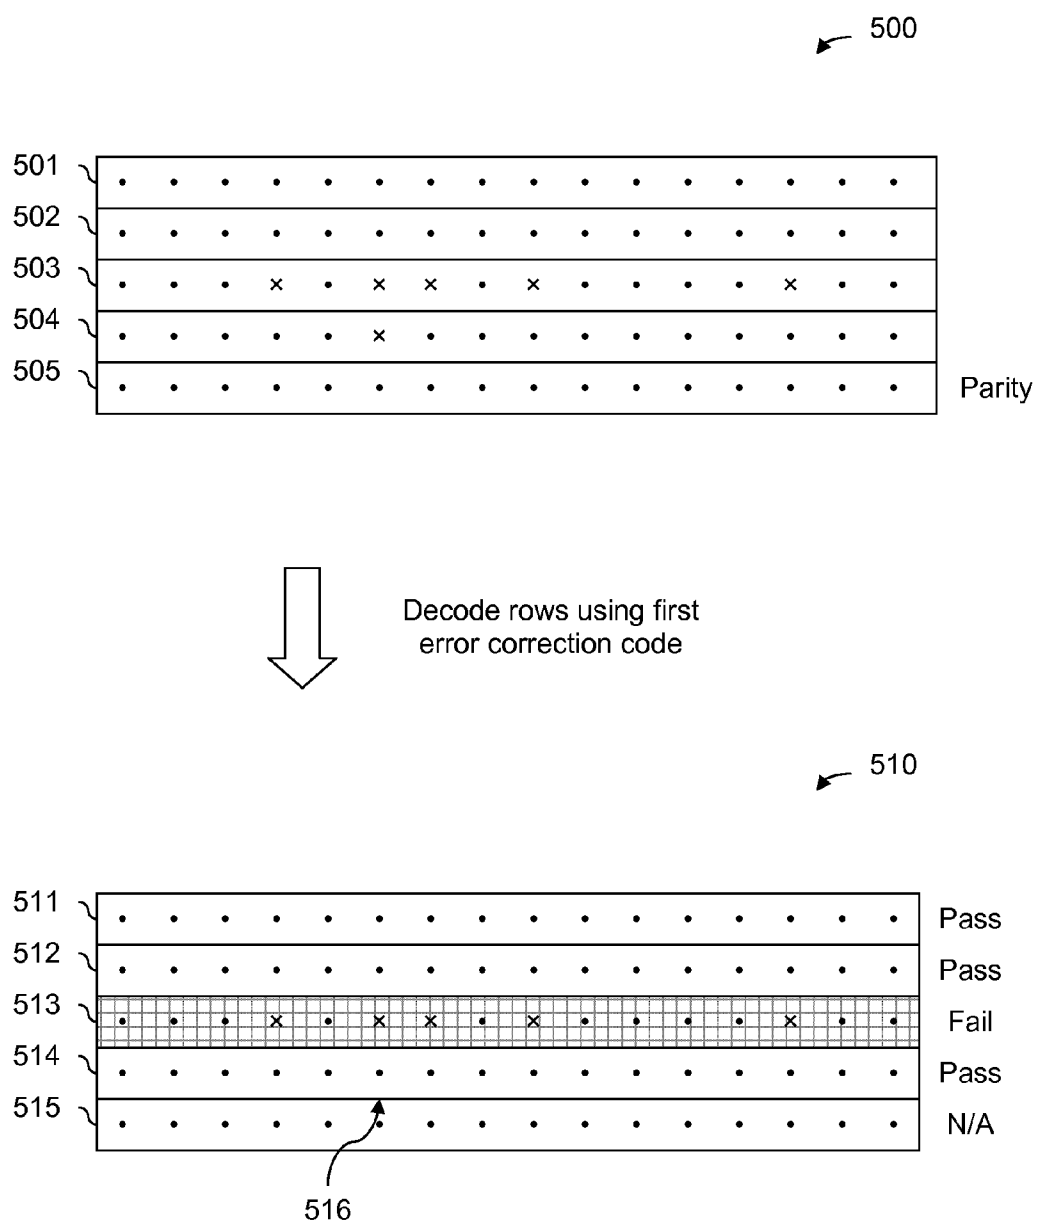 500
501
502
503
504
505
Parity
Decode rows using first
error correction code
510
511
Pass
512
Pass
513
Fail
514
Pass
515
N/A
516